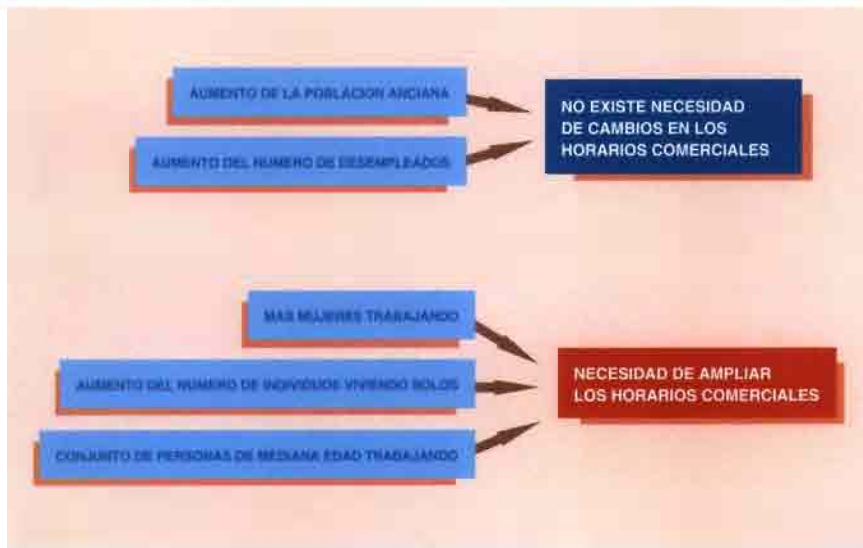 AUMENTO DE LA POBLACION ANCIANA
AUMENTO DEL NUMERO DE DESEMPLEADOS
NO EXISTE NECESIDAD
DE CAMBIOS EN LOS
HORARIOS COMERCIALES
MAS MUJERES TRABAJANDO
AUMENTO DEL NUMERO DE INDIVIDUOS VIVIENDO SOLOS
CONJUNTO DE PERSONAS DE MEDIANA EDAD TRABAJANDO
NECESIDAD DE AMPLIAR
LOS HORARIOS COMERCIALES